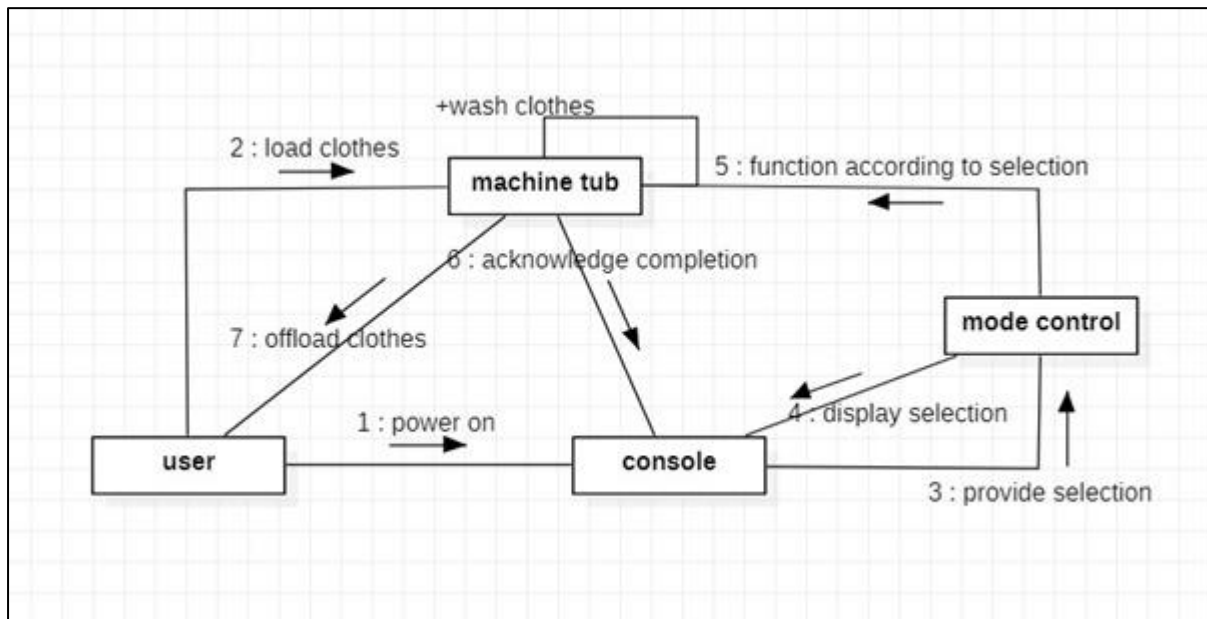 +wash clothes
2 : load clothes
machine tub
5 : function according to selection
6 : acknowledge completion
mode control
7 : offload clothes
4 : display selection
1 : power on
user
console
3 : provide selection